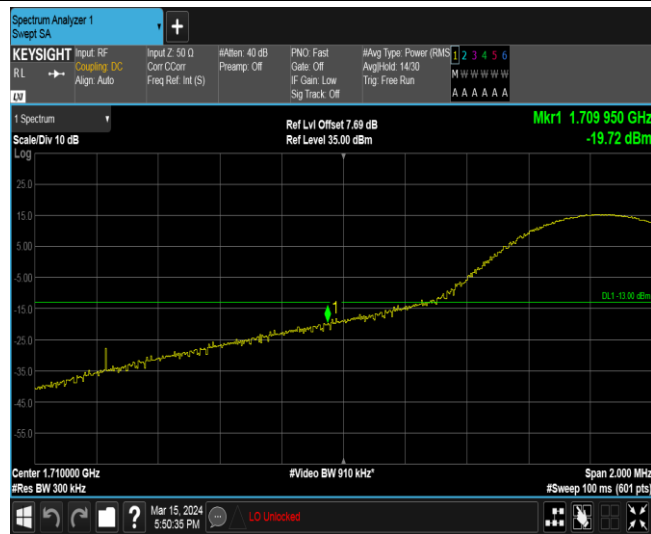 Spectrum Analyzer 1
Swept SA
+
KEYSIGHT
RL
Input: RF
Coupling: DC
Align: Auto
Input Z: 50 Ω
Corr CCorr
Freq Ref: Int (S)
#Atten: 40 dB
Preamp: Off
PNO: Fast
Gate: Off
IF Gain: Low
Sig Track: Off
#Avg Type: Power (RMS
Avg|Hold: 14/30
Trig: Free Run
1 2 3 4 5 6
M W W W W W
A A A A A A
1 Spectrum
Scale/Div 10 dB
Log
Ref Lvl Offset 7.69 dB
Ref Level 35.00 dBm
Mkr1 1.709 950 GHz
-19.72 dBm
25.0
15.0
5.00
-5.00
-15.0
-25.0
-35.0
-45.0
-55.0
1
DL1 -13.00 dBm
Center 1.710000 GHz
#Res BW 300 kHz
#Video BW 910 kHz*
Span 2.000 MHz
#Sweep 100 ms (601 pts)
?
Mar 15, 2024
5:50:35 PM
LO Unlocked